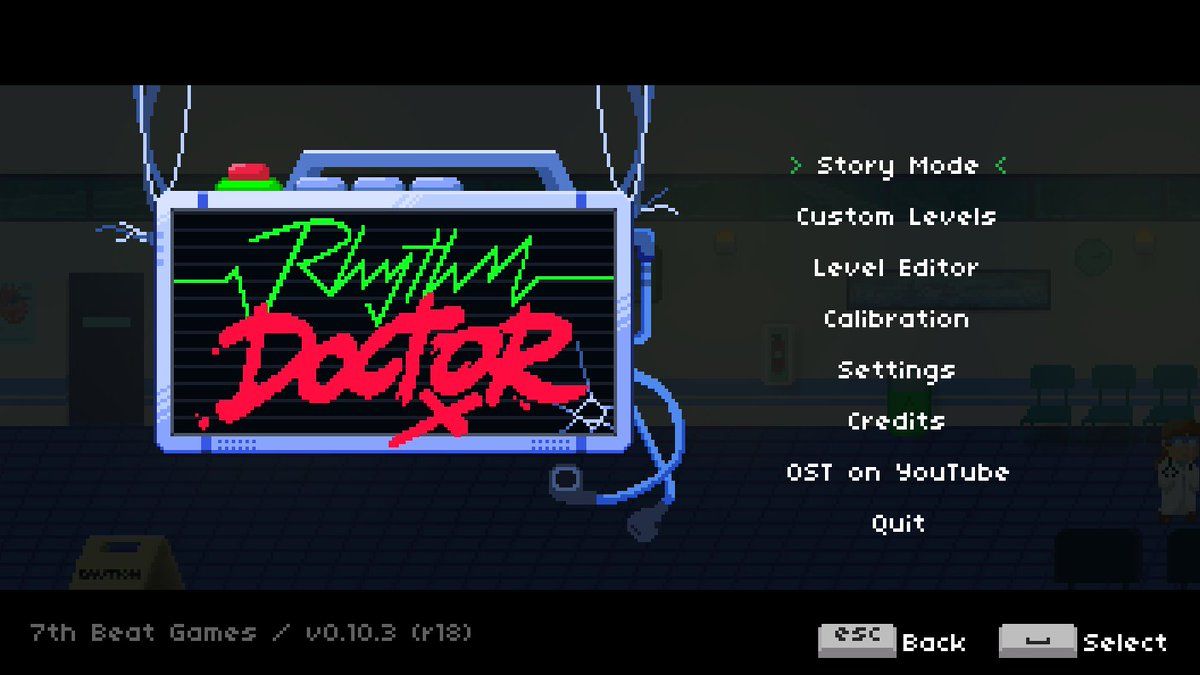 Rhythm
Doctor
> Story Mode <
Custom Levels
Level Editor
Calibration
Settings
Credits
OST on YouTube
Quit
CAUTION
7th Beat Games / v0.10.3 (r18)
esc Back
Select